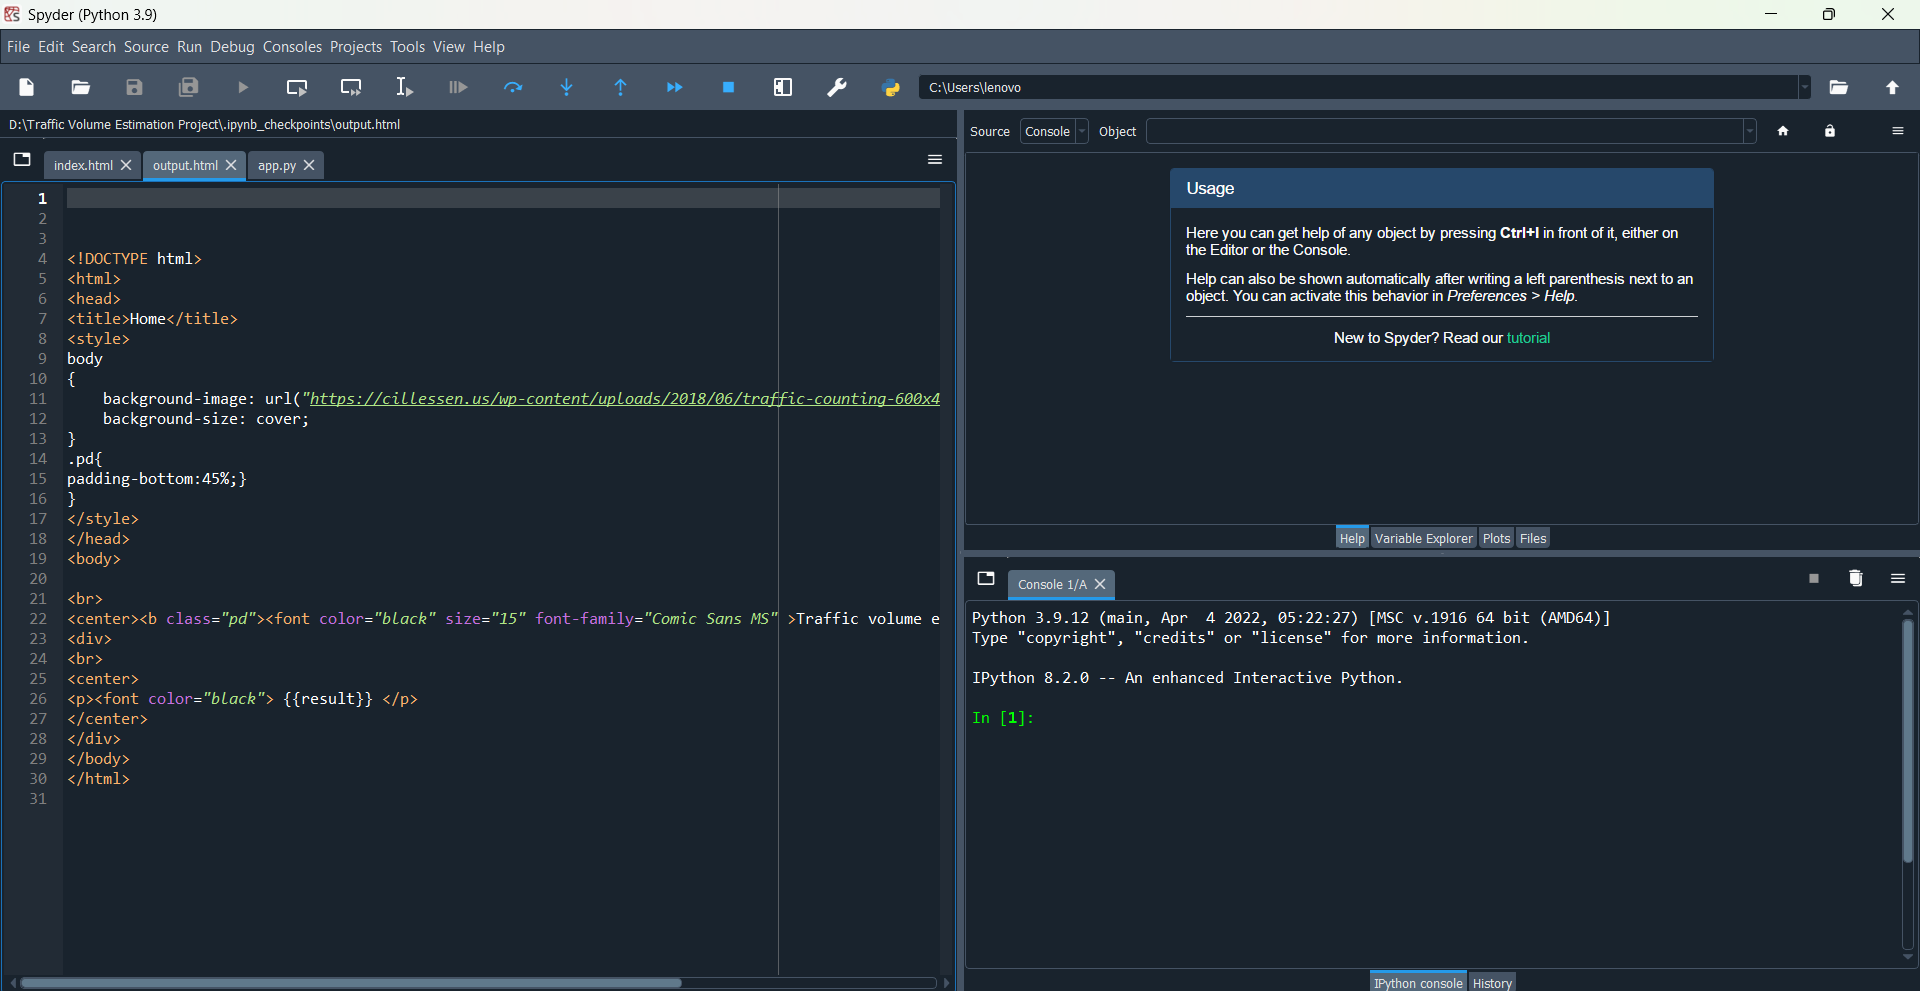 Spyder (Python 3.9)
File Edit Search Source Run Debug Consoles Projects Tools View Help
C:\Users\lenovo
D:\Traffic Volume Estimation Project\.ipynb_checkpoints\output.html
index.html output.html app.py
1
2
3
4 <!DOCTYPE html>
5 <html>
6 <head>
7 <title>Home</title>
8 <style>
9 body
10 {
11     background-image: url("https://cillessen.us/wp-content/uploads/2018/06/traffic-counting-600x4
12     background-size: cover;
13 }
14 .pd{
15 padding-bottom:45%;}
16 }
17 </style>
18 </head>
19 <body>
20
21 <br>
22 <center><b class="pd"><font color="black" size="15" font-family="Comic Sans MS" >Traffic volume e
23 <div>
24 <br>
25 <center>
26 <p><font color="black"> {{result}} </p>
27 </center>
28 </div>
29 </body>
30 </html>
31
Source Console Object
Usage
Here you can get help of any object by pressing Ctrl+I in front of it, either on
the Editor or the Console.
Help can also be shown automatically after writing a left parenthesis next to an
object. You can activate this behavior in Preferences > Help.
New to Spyder? Read our tutorial
Help Variable Explorer Plots Files
Console 1/A
Python 3.9.12 (main, Apr  4 2022, 05:22:27) [MSC v.1916 64 bit (AMD64)]
Type "copyright", "credits" or "license" for more information.
IPython 8.2.0 -- An enhanced Interactive Python.
In [1]:
IPython console History